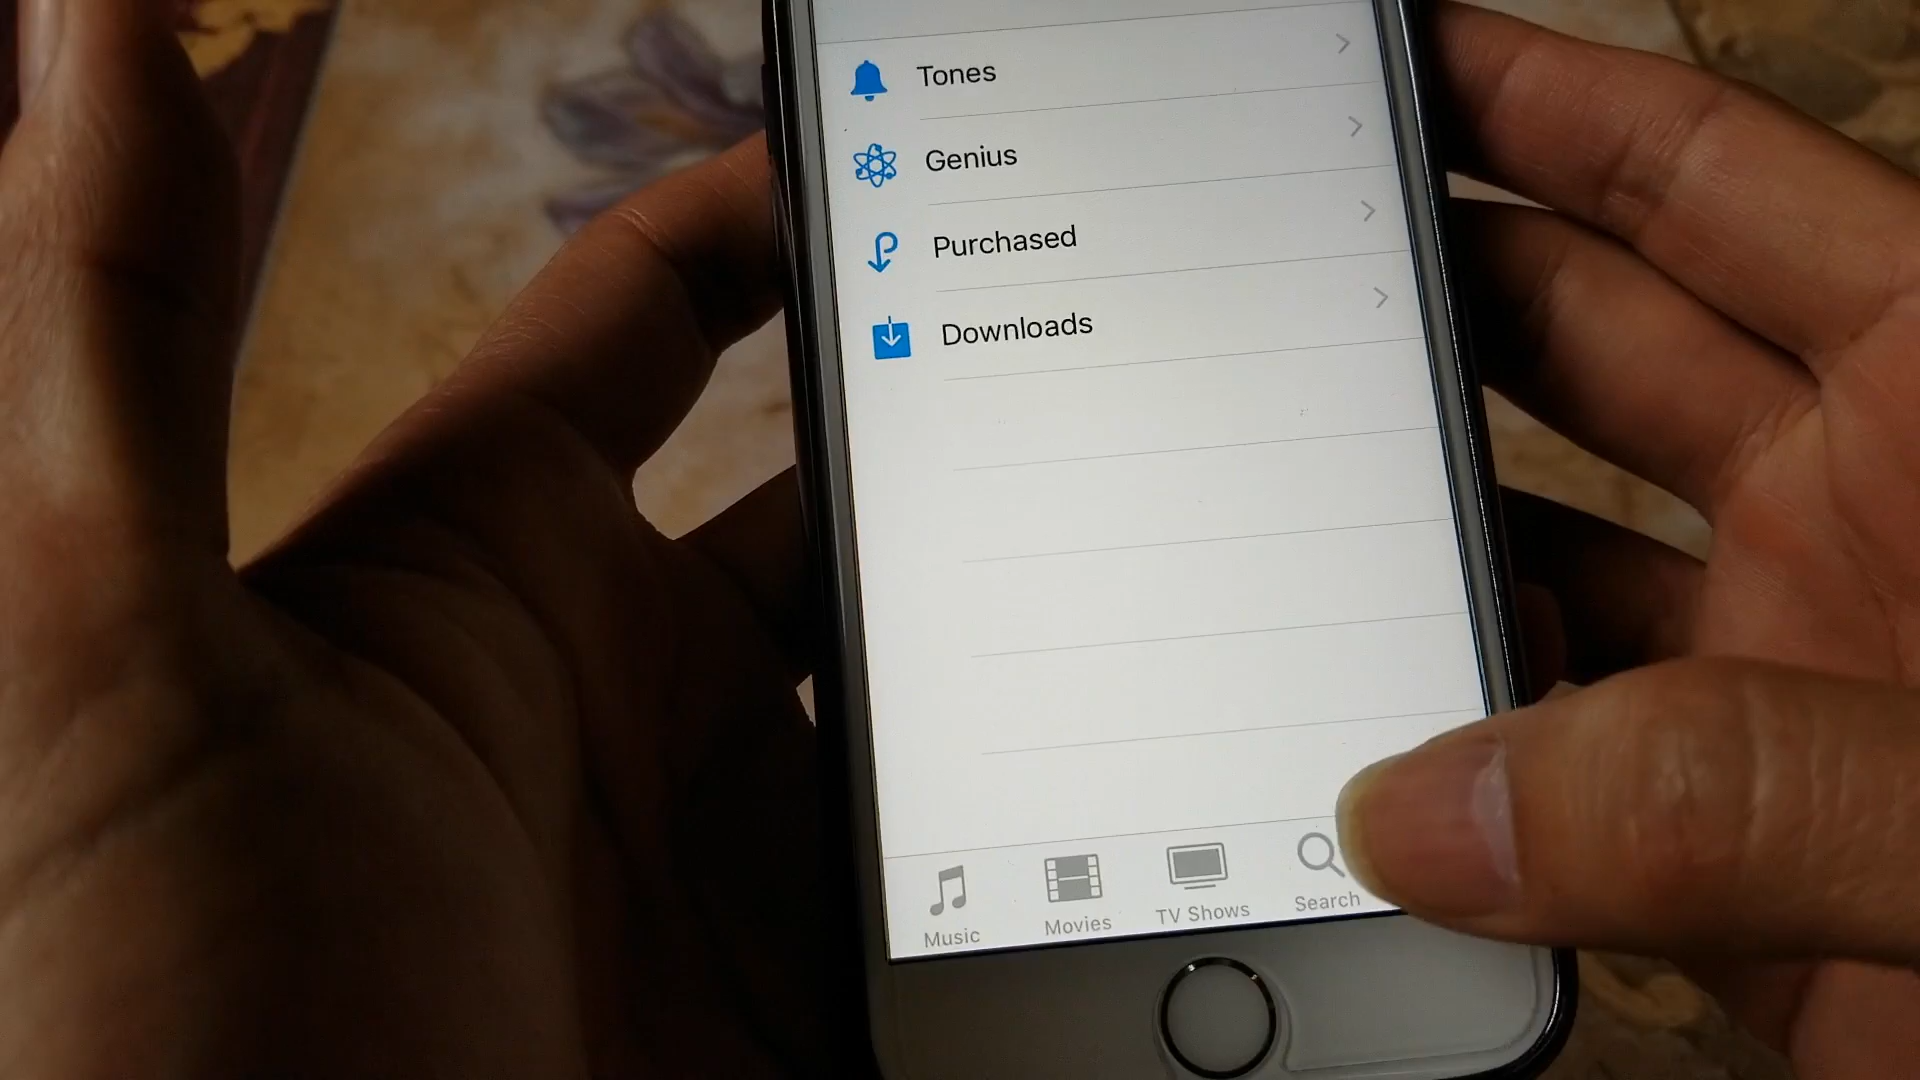 Tones
Genius
Purchased
Downloads
Music
Movies
TV Shows
Search